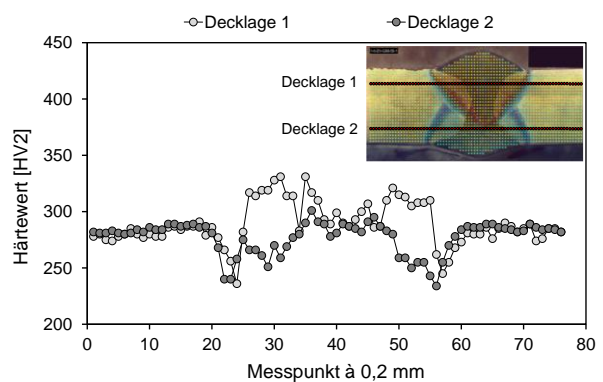 Decklage 1 Decklage 2
450
400
350
300
250
200
Härtewert [HV2]
Decklage 1
Decklage 2
0 10 20 30 40 50 60 70 80
Messpunkt à 0,2 mm